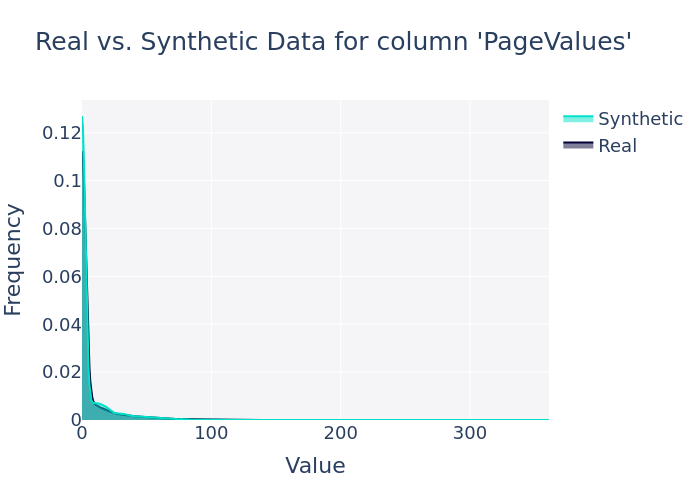 Real vs. Synthetic Data for column 'PageValues'
Synthetic
Real
0.12
0.1
0.08
0.06
0.04
0.02
0
Frequency
0 100 200 300
Value